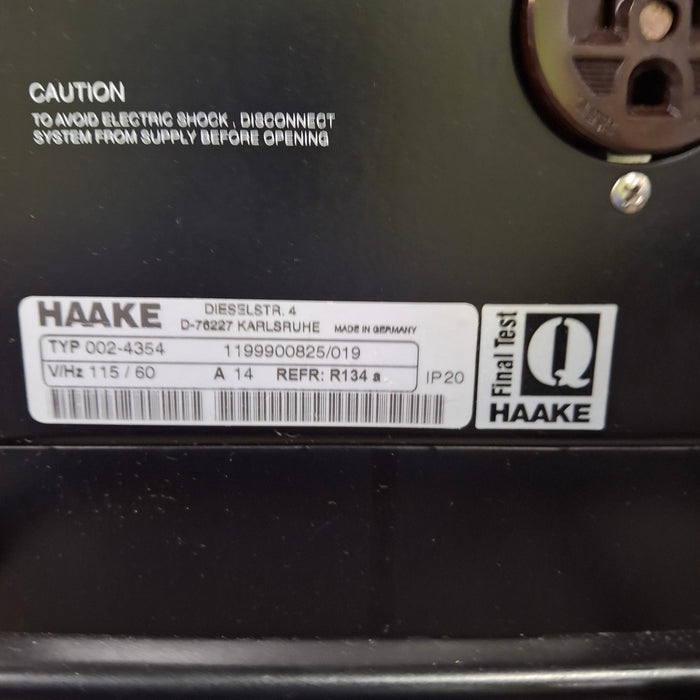 CAUTION
TO AVOID ELECTRIC SHOCK , DISCONNECT
SYSTEM FROM SUPPLY BEFORE OPENING
HAAKE DIESELSTR. 4
D-76227 KARLSRUHE MADE IN GERMANY
TYP 002-4354 1199900825/019
V/Hz 115 / 60 A 14 REFR: R134 a IP20
Final Test
Q
HAAKE